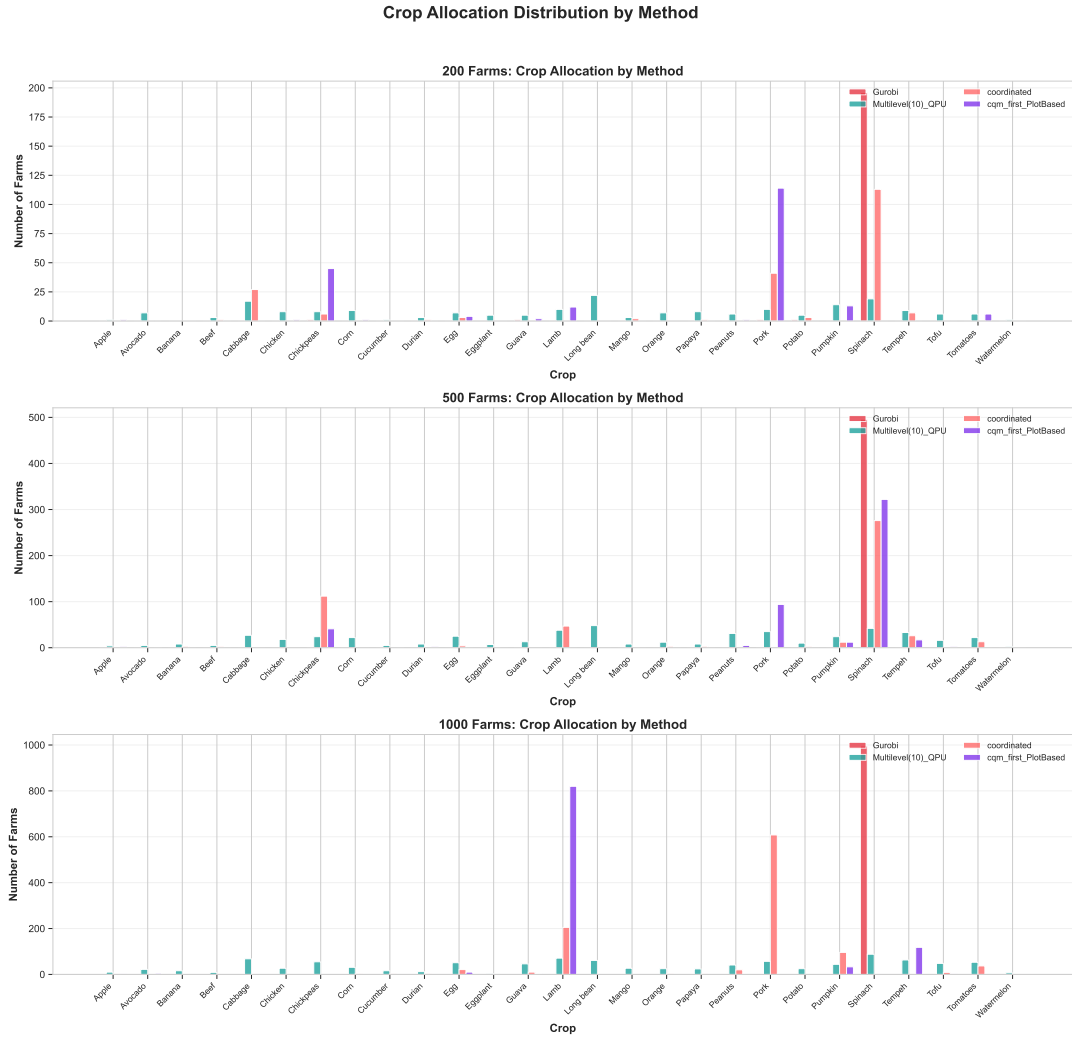 Crop Allocation Distribution by Method
200 Farms: Crop Allocation by Method
Gurobi
Multilevel(10)_QPU
coordinated
cqm_first_PlotBased
Number of Farms
200
175
150
125
100
75
50
25
0
Apple
Avocado
Banana
Beef
Cabbage
Chicken
Chickpeas
Corn
Cucumber
Durian
Egg
Eggplant
Guava
Lamb
Long bean
Mango
Orange
Papaya
Peanuts
Pork
Potato
Pumpkin
Spinach
Tempeh
Tofu
Tomatoes
Watermelon
Crop
500 Farms: Crop Allocation by Method
Gurobi
Multilevel(10)_QPU
coordinated
cqm_first_PlotBased
Number of Farms
500
400
300
200
100
0
Apple
Avocado
Banana
Beef
Cabbage
Chicken
Chickpeas
Corn
Cucumber
Durian
Egg
Eggplant
Guava
Lamb
Long bean
Mango
Orange
Papaya
Peanuts
Pork
Potato
Pumpkin
Spinach
Tempeh
Tofu
Tomatoes
Watermelon
Crop
1000 Farms: Crop Allocation by Method
Gurobi
Multilevel(10)_QPU
coordinated
cqm_first_PlotBased
Number of Farms
1000
800
600
400
200
0
Apple
Avocado
Banana
Beef
Cabbage
Chicken
Chickpeas
Corn
Cucumber
Durian
Egg
Eggplant
Guava
Lamb
Long bean
Mango
Orange
Papaya
Peanuts
Pork
Potato
Pumpkin
Spinach
Tempeh
Tofu
Tomatoes
Watermelon
Crop